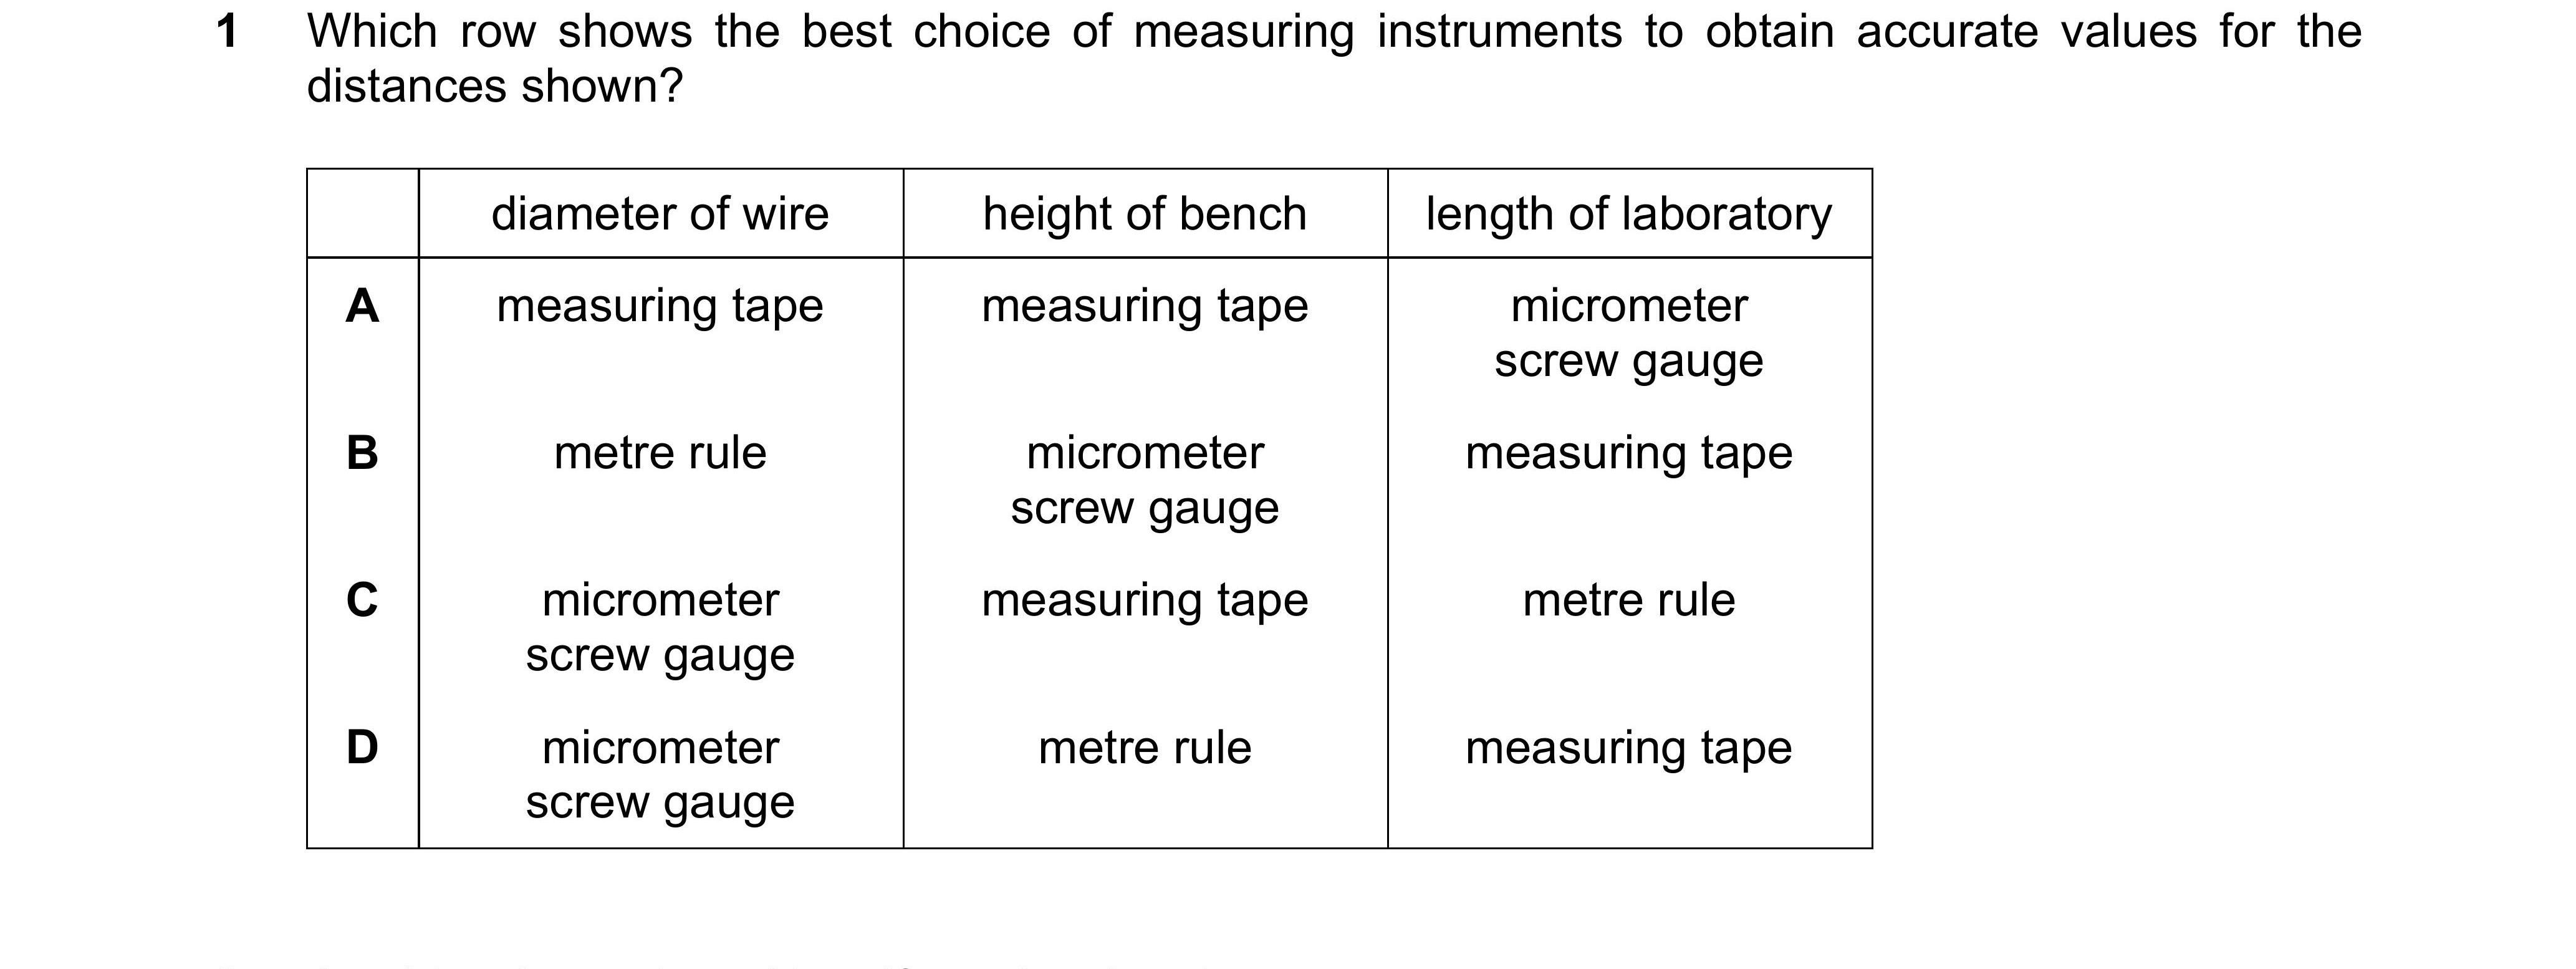 1 Which row shows the best choice of measuring instruments to obtain accurate values for the
distances shown?
diameter of wire height of bench length of laboratory
A measuring tape measuring tape micrometer
screw gauge
B metre rule micrometer measuring tape
screw gauge
C micrometer measuring tape metre rule
screw gauge
D micrometer metre rule measuring tape
screw gauge